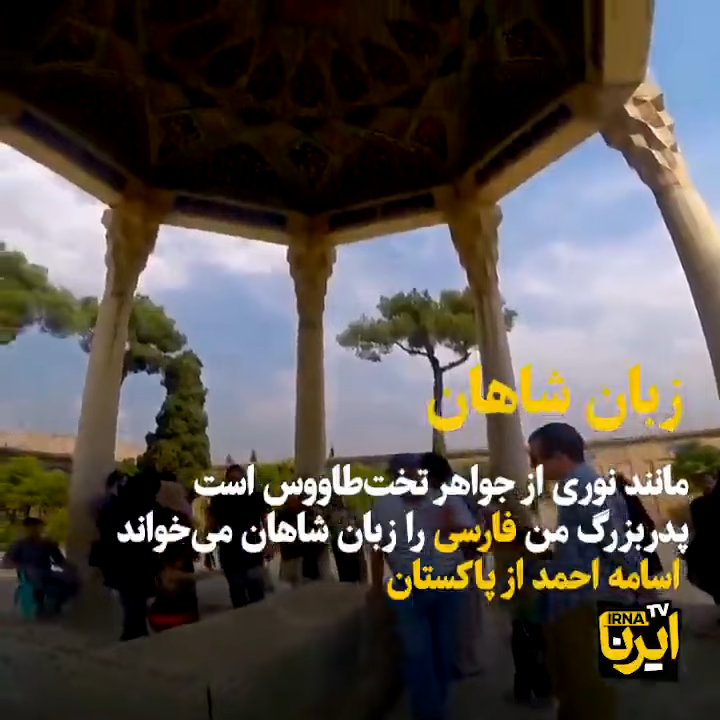 زبان شاهان
مانند نوری از جواهر تخت‌طاووس است
پدربزرگ من فارسی را زبان شاهان می‌خواند
اسامه احمد از پاکستان
IRNA TV
ایرنا